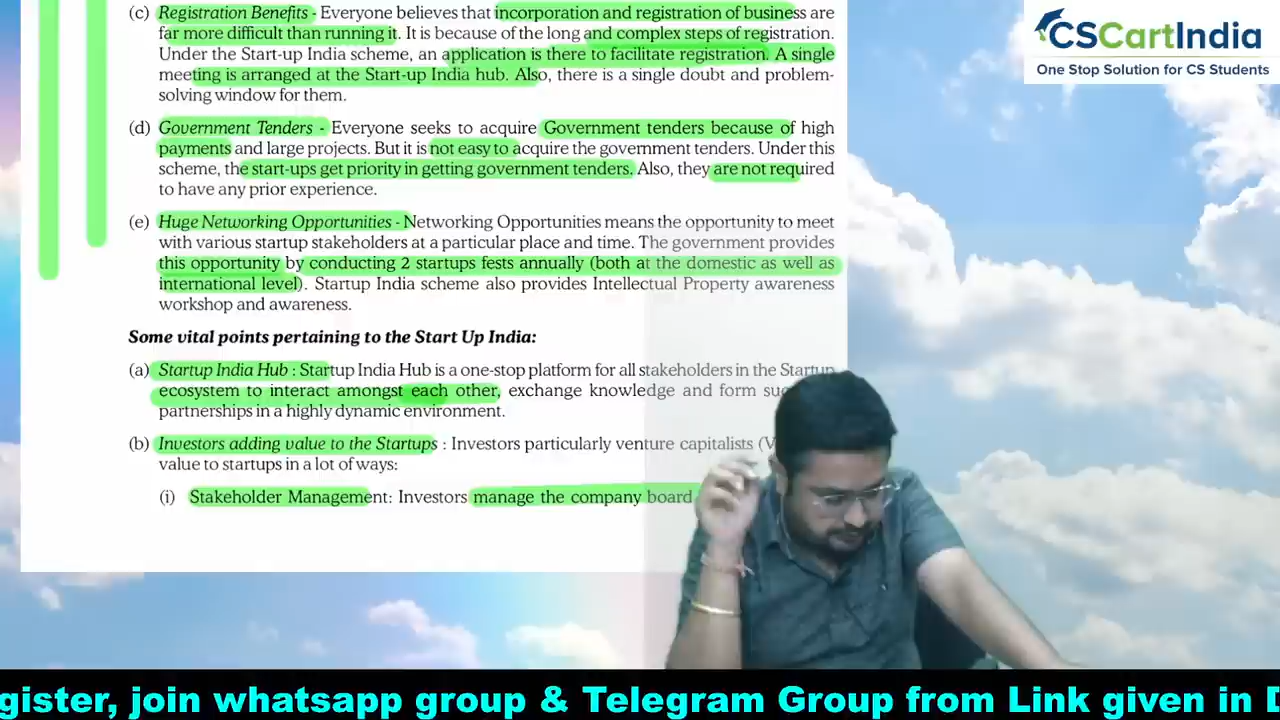 (c) Registration Benefits - Everyone believes that incorporation and registration of business are
far more difficult than running it. It is because of the long and complex steps of registration.
Under the Start-up India scheme, an application is there to facilitate registration. A single
meeting is arranged at the Start-up India hub. Also, there is a single doubt and problem-
solving window for them.
(d) Government Tenders - Everyone seeks to acquire Government tenders because of high
payments and large projects. But it is not easy to acquire the government tenders. Under this
scheme, the start-ups get priority in getting government tenders. Also, they are not required
to have any prior experience.
(e) Huge Networking Opportunities - Networking Opportunities means the opportunity to meet
with various startup stakeholders at a particular place and time. The government provides
this opportunity by conducting 2 startups fests annually (both at the domestic as well as
international level). Startup India scheme also provides Intellectual Property awareness
workshop and awareness.
Some vital points pertaining to the Start Up India:
(a) Startup India Hub : Startup India Hub is a one-stop platform for all stakeholders in the Startup
ecosystem to interact amongst each other, exchange knowledge and form
partnerships in a highly dynamic environment.
(b) Investors adding value to the Startups : Investors particularly venture capitalists
value to startups in a lot of ways:
(i) Stakeholder Management: Investors manage the company board
CSCartIndia
One Stop Solution for CS Students
gister, join whatsapp group & Telegram Group from Link given in